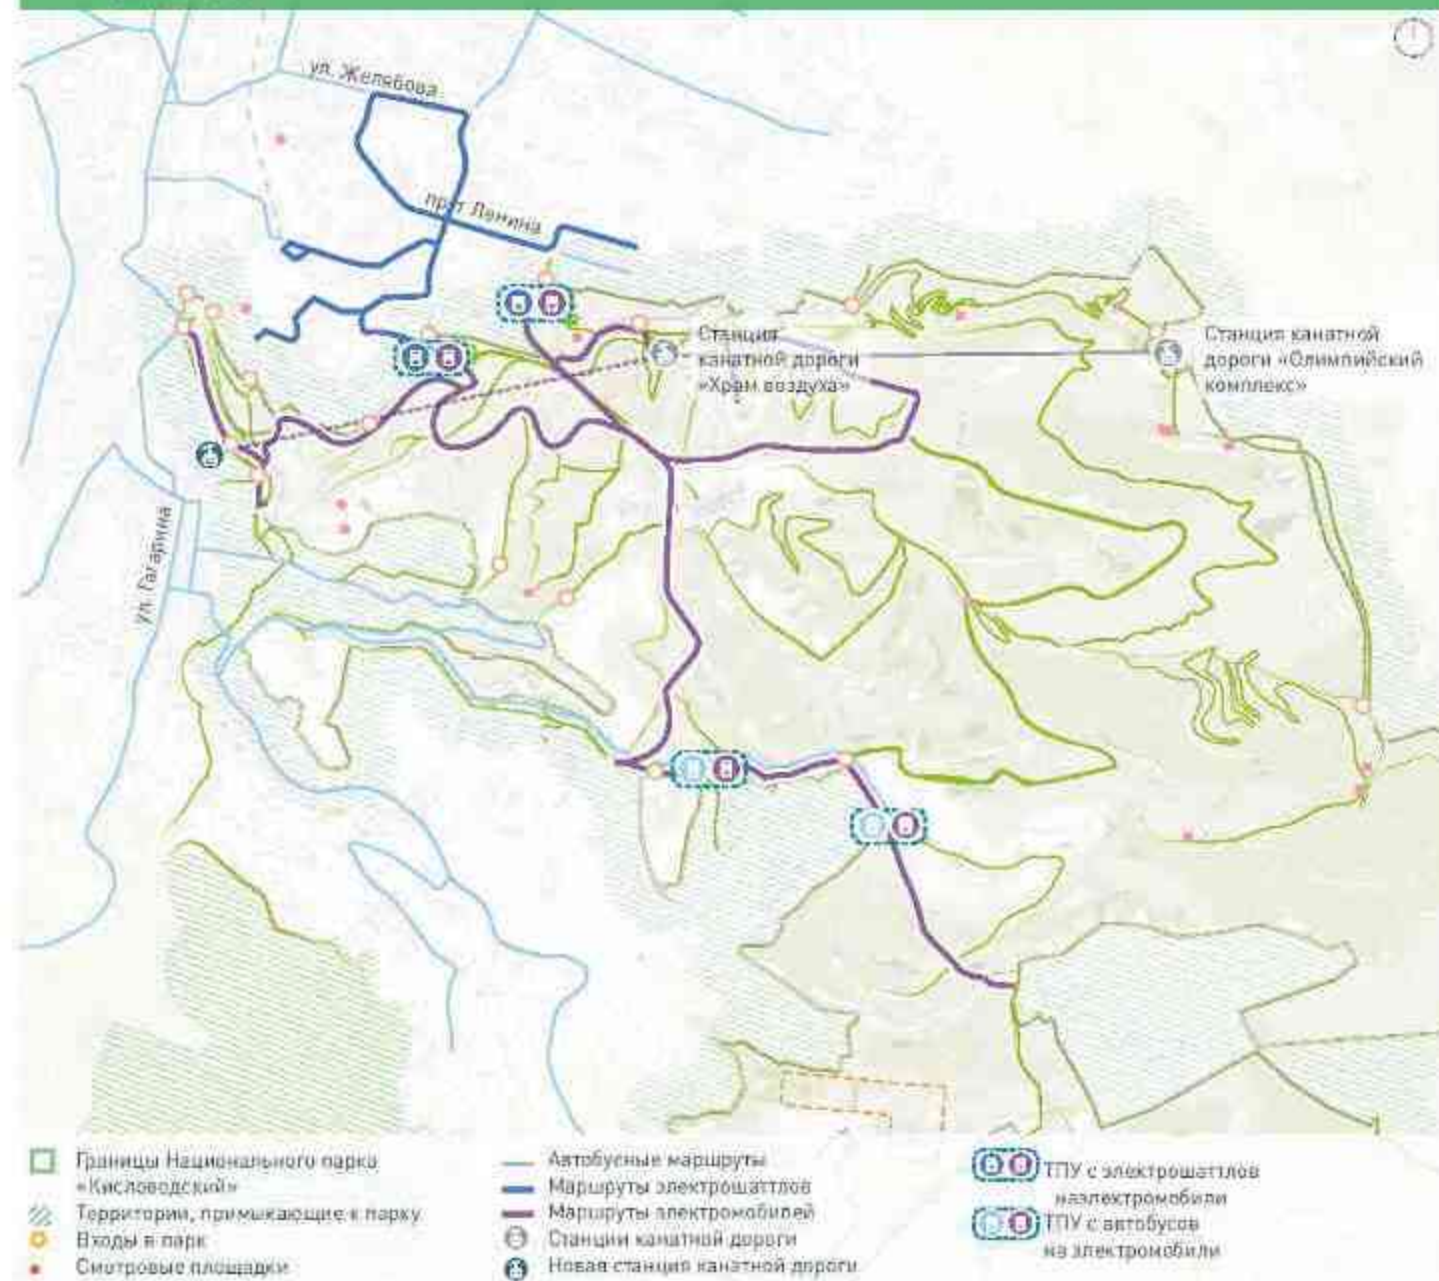 ул. Желябова
пр-т Ленина
Станция
канатной дороги
«Храм воздуха»
Станция канатной
дороги «Олимпийский
комплекс»
ул. Гагарина
Границы Национального парка
«Кисловодский»
Территории, примыкающие к парку
Входы в парк
Смотровые площадки
Автобусные маршруты
Маршруты электрошаттлов
Маршруты электромобилей
Станции канатной дороги
Новая станция канатной дороги
ТПУ с электрошаттлов
наэлектромобили
ТПУ с автобусов
на электромобили